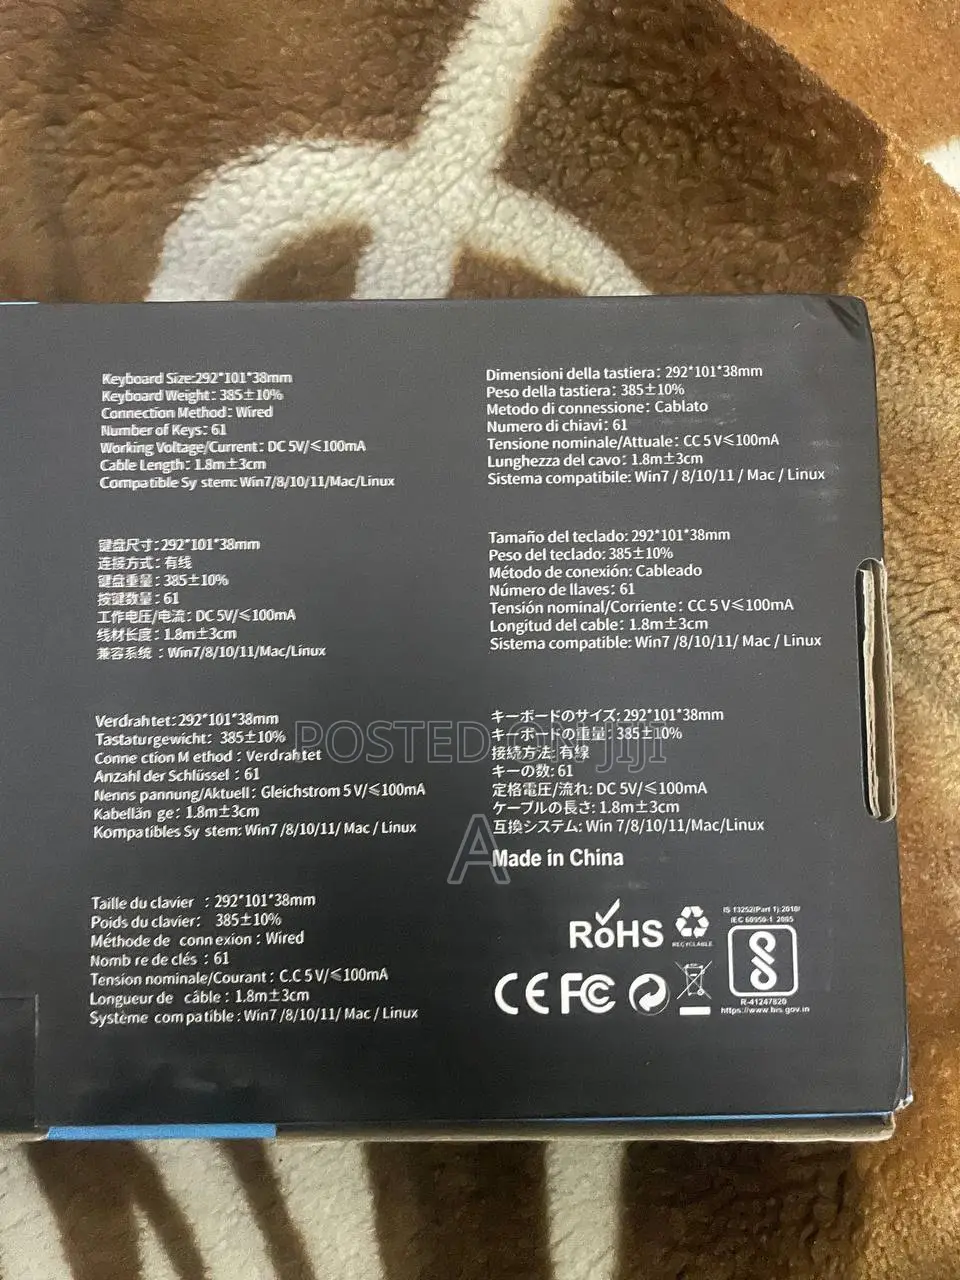 Keyboard Size:292*101*38mm
Keyboard Weight: 385±10%
Connection Method: Wired
Number of Keys: 61
Working Voltage/Current: DC 5V/≤100mA
Cable Length: 1.8m±3cm
Compatible Sy stem: Win7/8/10/11/Mac/Linux
键盘尺寸:292*101*38mm
连接方式: 有线
键盘重量: 385±10%
按键数量: 61
工作电压/电流: DC 5V/≤100mA
线材长度: 1.8m±3cm
兼容系统 : Win7/8/10/11/Mac/Linux
Verdrahtet:292*101*38mm
Tastaturgewicht: 385±10%
Conne ction M ethod : Verdrahtet
Anzahl der Schlüssel : 61
Nenns pannung/Aktuell: Gleichstrom 5 V/≤100mA
Kabellän ge: 1.8m±3cm
Kompatibles Sy stem: Win7 /8/10/11/ Mac / Linux
Taille du clavier : 292*101*38mm
Poids du clavier: 385±10%
Méthode de conn exion : Wired
Nomb re de clés : 61
Tension nominale/Courant : C.C 5 V/≤100mA
Longueur de câble : 1.8m±3cm
Système com pa tible : Win7 /8/10/11/ Mac / Linux
Dimensioni della tastiera: 292*101*38mm
Peso della tastiera: 385±10%
Metodo di connessione: Cablato
Numero di chiavi: 61
Tensione nominale/Attuale: CC 5 V≤100mA
Lunghezza del cavo: 1.8m±3cm
Sistema compatibile: Win7 / 8/10/11 / Mac / Linux
Tamaño del teclado: 292*101*38mm
Peso del teclado: 385±10%
Método de conexión: Cableado
Número de llaves: 61
Tensión nominal/Corriente: CC 5 V≤100mA
Longitud del cable: 1.8m±3cm
Sistema compatible: Win7 /8/10/11/ Mac / Linux
キーボードのサイズ: 292*101*38mm
キーボードの重量: 385±10%
接続方法: 有線
キーの数: 61
定格電圧/流れ: DC 5V/≤100mA
ケーブルの長さ: 1.8m±3cm
互換システム: Win 7/8/10/11/Mac/Linux
Made in China
RoHS
RECYCLABLE
IS 13252(Part 1):2010/
IEC 60950-1 2005
R-41247820
https://www.bis.gov.in
CE FC
POSTED ON JIJI
A